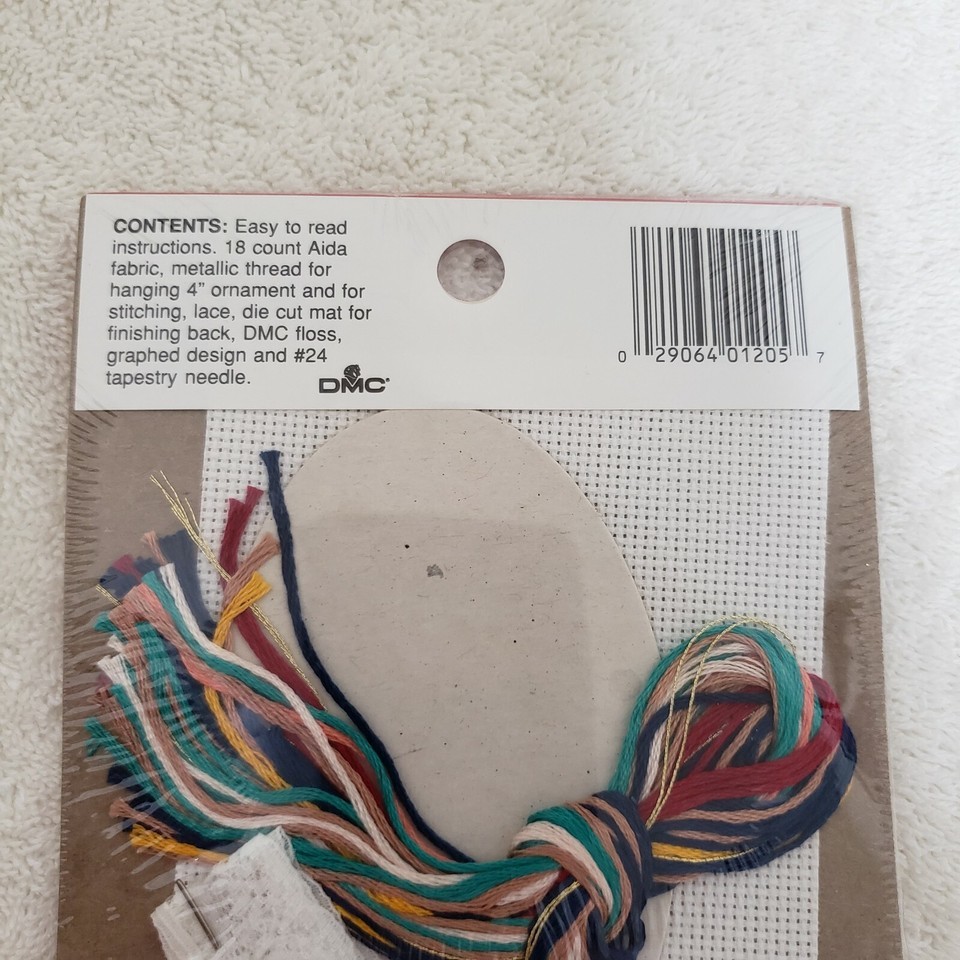 CONTENTS: Easy to read
instructions. 18 count Aida
fabric, metallic thread for
hanging 4" ornament and for
stitching, lace, die cut mat for
finishing back, DMC floss,
graphed design and #24
tapestry needle.
DMC
0 29064 01205 7